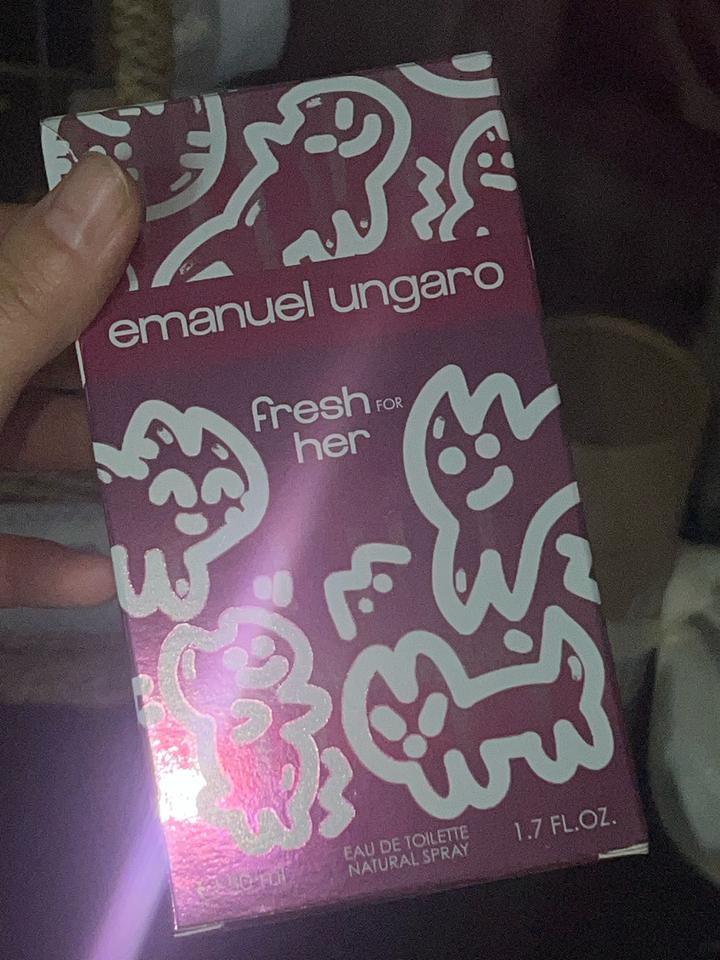 emanuel ungaro
fresh FOR
her
EAU DE TOILETTE
NATURAL SPRAY
1.7 FL.OZ.